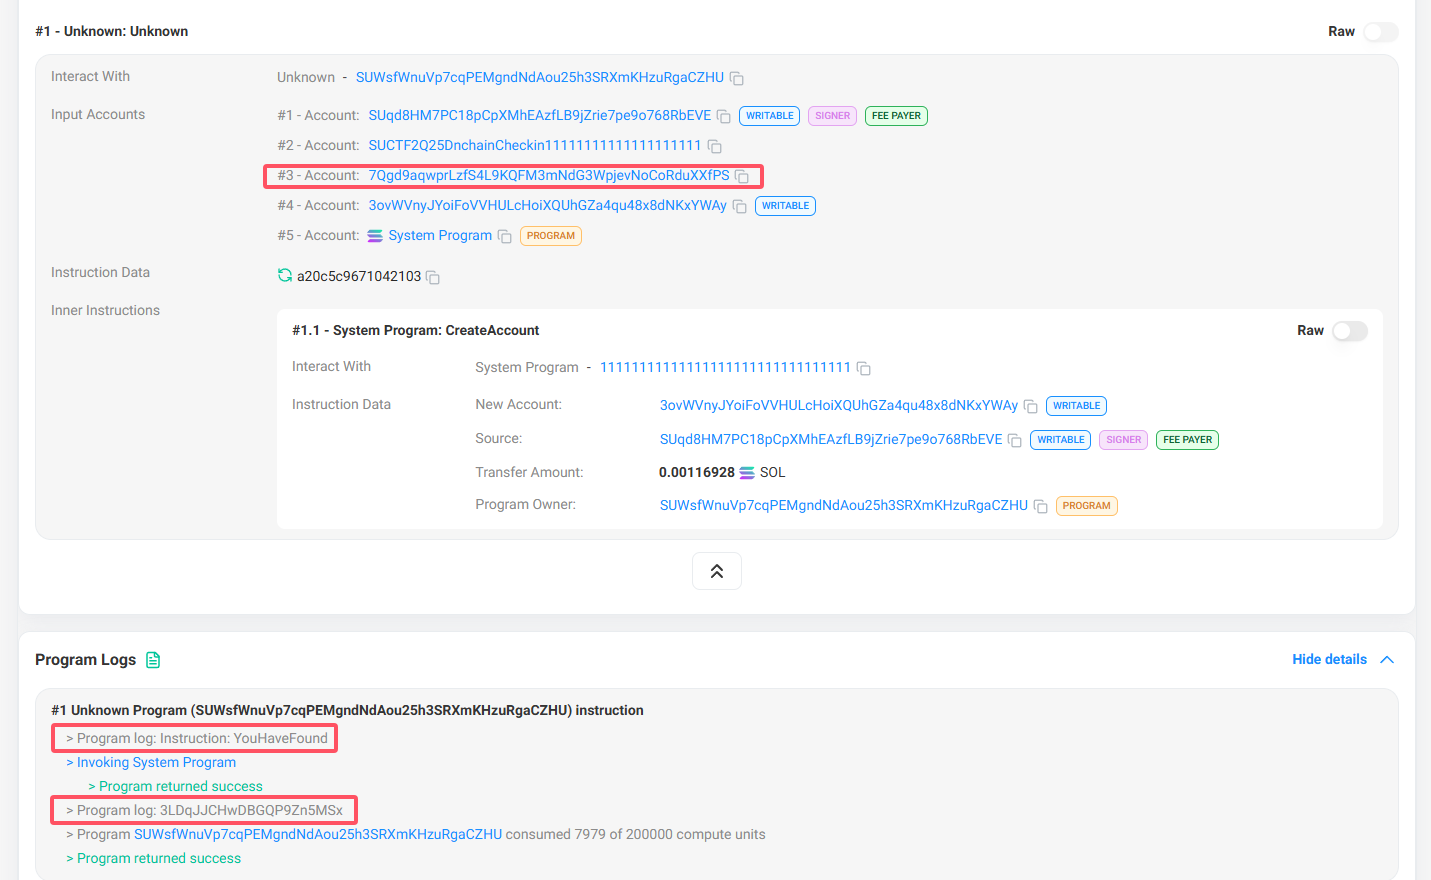 #1 - Unknown: Unknown
Raw
Interact With
Unknown - SUWsfWnuVp7cqPEMgndNdAou25h3SRXmKHzuRgaCZHU
Input Accounts
#1 - Account: SUqd8HM7PC18pCpXMhEAzfLB9jZrie7pe9o768RbEVE WRITABLE SIGNER FEE PAYER
#2 - Account: SUCTF2Q25DnchainCheckin11111111111111111111
#3 - Account: 7Qgd9aqwprLzfS4L9KQFM3mNdG3WpjevNoCoRduXXfPS
#4 - Account: 3ovWVnyJYoiFoVVHULcHoiXQUhGZa4qu48x8dNKxYWAy WRITABLE
#5 - Account: System Program PROGRAM
Instruction Data
a20c5c9671042103
Inner Instructions
#1.1 - System Program: CreateAccount
Raw
Interact With
System Program - 11111111111111111111111111111111
Instruction Data
New Account: 3ovWVnyJYoiFoVVHULcHoiXQUhGZa4qu48x8dNKxYWAy WRITABLE
Source: SUqd8HM7PC18pCpXMhEAzfLB9jZrie7pe9o768RbEVE WRITABLE SIGNER FEE PAYER
Transfer Amount: 0.00116928 SOL
Program Owner: SUWsfWnuVp7cqPEMgndNdAou25h3SRXmKHzuRgaCZHU PROGRAM
Program Logs
Hide details
#1 Unknown Program (SUWsfWnuVp7cqPEMgndNdAou25h3SRXmKHzuRgaCZHU) instruction
> Program log: Instruction: YouHaveFound
> Invoking System Program
> Program returned success
> Program log: 3LDqJJCHwDBGQP9Zn5MSx
> Program SUWsfWnuVp7cqPEMgndNdAou25h3SRXmKHzuRgaCZHU consumed 7979 of 200000 compute units
> Program returned success